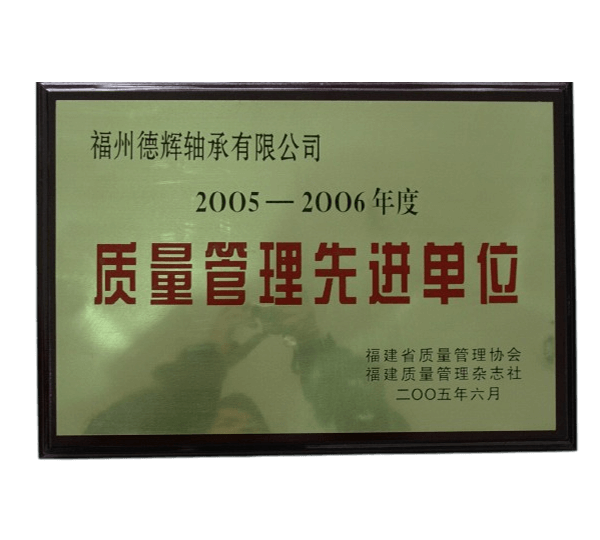 福州德辉轴承有限公司
2005—2006年度
质量管理先进单位
福建省质量管理协会
福建质量管理杂志社
二〇〇五年六月